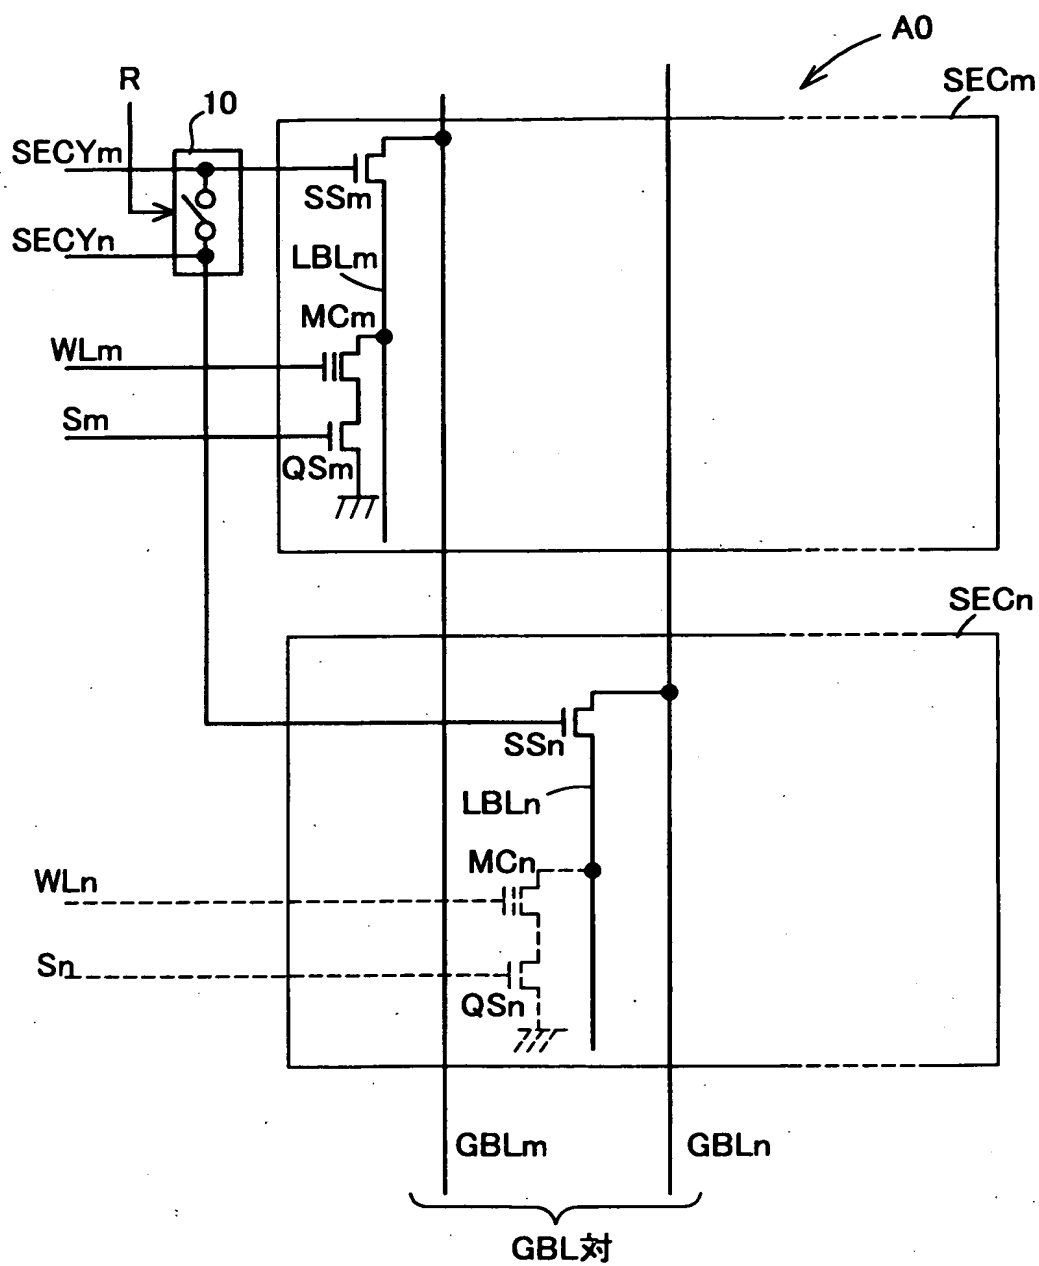 A0
R
SECm
10
SECYm
SSm
SECYn
LBLm
MCm
WLm
Sm
QSm
SECn
SSn
LBLn
MCn
WLn
Sn
QSn
GBLm
GBLn
GBL対